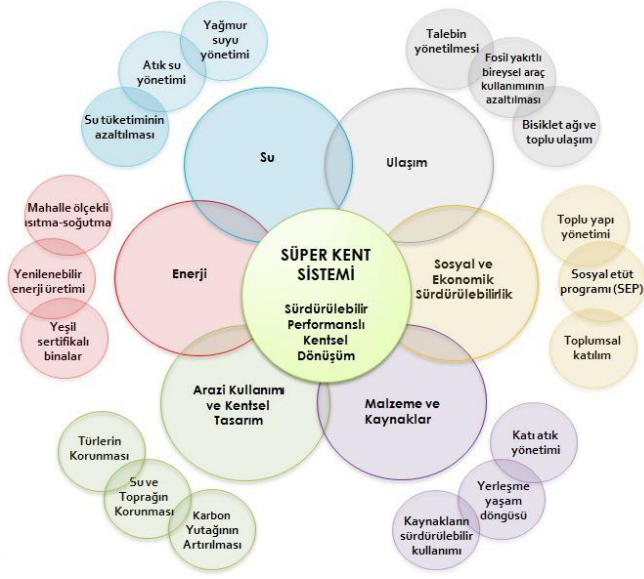 Yağmur
suyu
yönetimi
Atık su
yönetimi
Su tüketiminin
azaltılması
Su
Talebin
yönetilmesi
Fosil yakıtlı
bireysel araç
kullanımının
azaltılması
Bisiklet ağı ve
toplu ulaşım
Ulaşım
Mahalle ölçekli
ısıtma-soğutma
Yenilenebilir
enerji üretimi
Yeşil
sertifikalı
binalar
Enerji
SÜPER KENT
SİSTEMİ
Sürdürülebilir
Performanslı
Kentsel
Dönüşüm
Sosyal ve
Ekonomik
Sürdürülebilirlik
Toplu yapı
yönetimi
Sosyal etüt
programı (SEP)
Toplumsal
katılım
Arazi Kullanımı
ve Kentsel
Tasarım
Türlerin
Korunması
Su ve
Toprağın
Korunması
Karbon
Yutağının
Artırılması
Malzeme ve
Kaynaklar
Katı atık
yönetimi
Yerleşme
yaşam
döngüsü
Kaynakların
sürdürülebilir
kullanımı